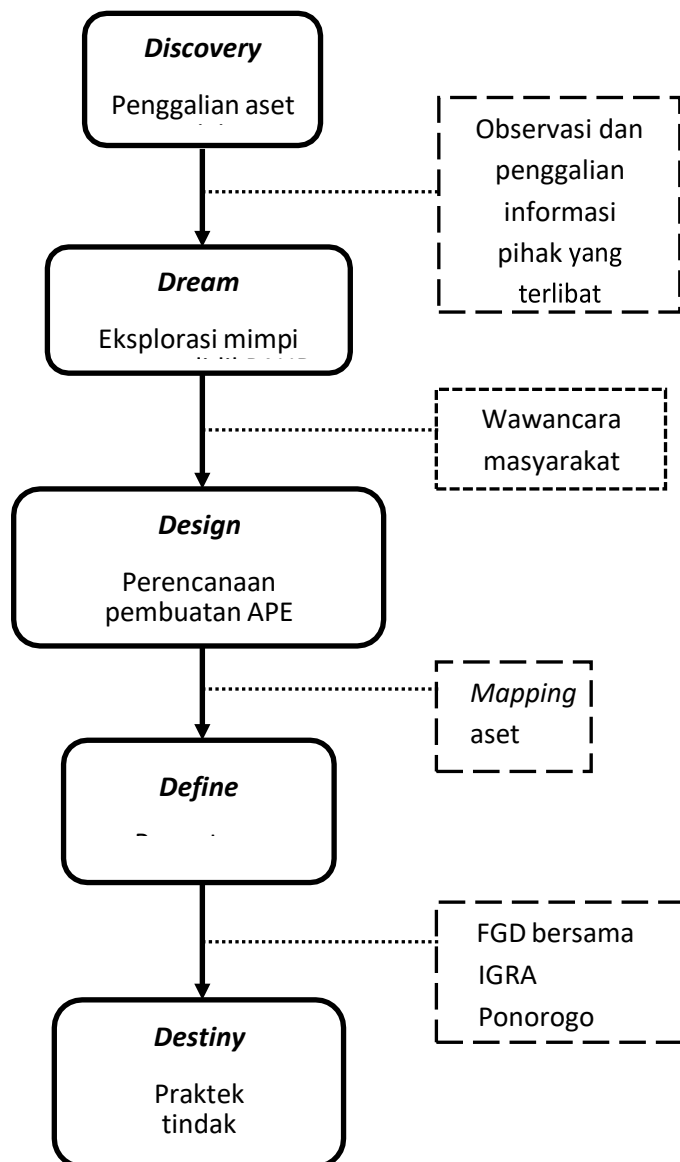 Discovery
Penggalian aset
Observasi dan
penggalian
informasi
pihak yang
terlibat
Dream
Eksplorasi mimpi
Wawancara
masyarakat
Design
Perencanaan
pembuatan APE
Mapping
aset
Define
FGD bersama
IGRA
Ponorogo
Destiny
Praktek
tindak